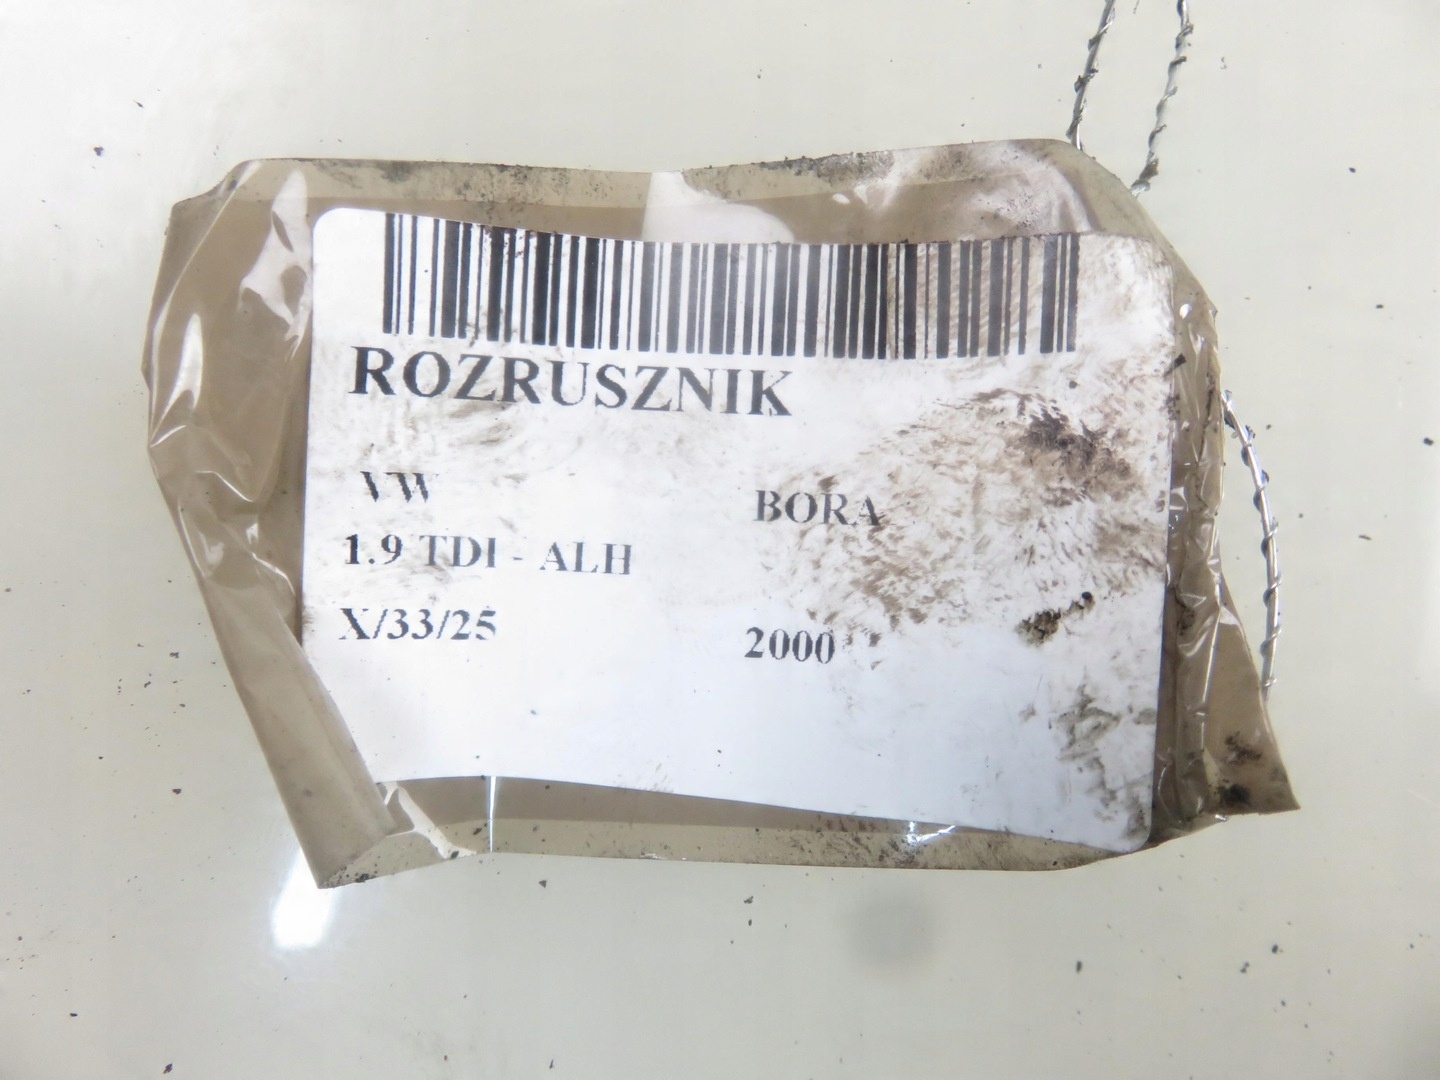 ROZRUSZNIK
VW BORA
1.9 TDI - ALH
X/33/25 2000